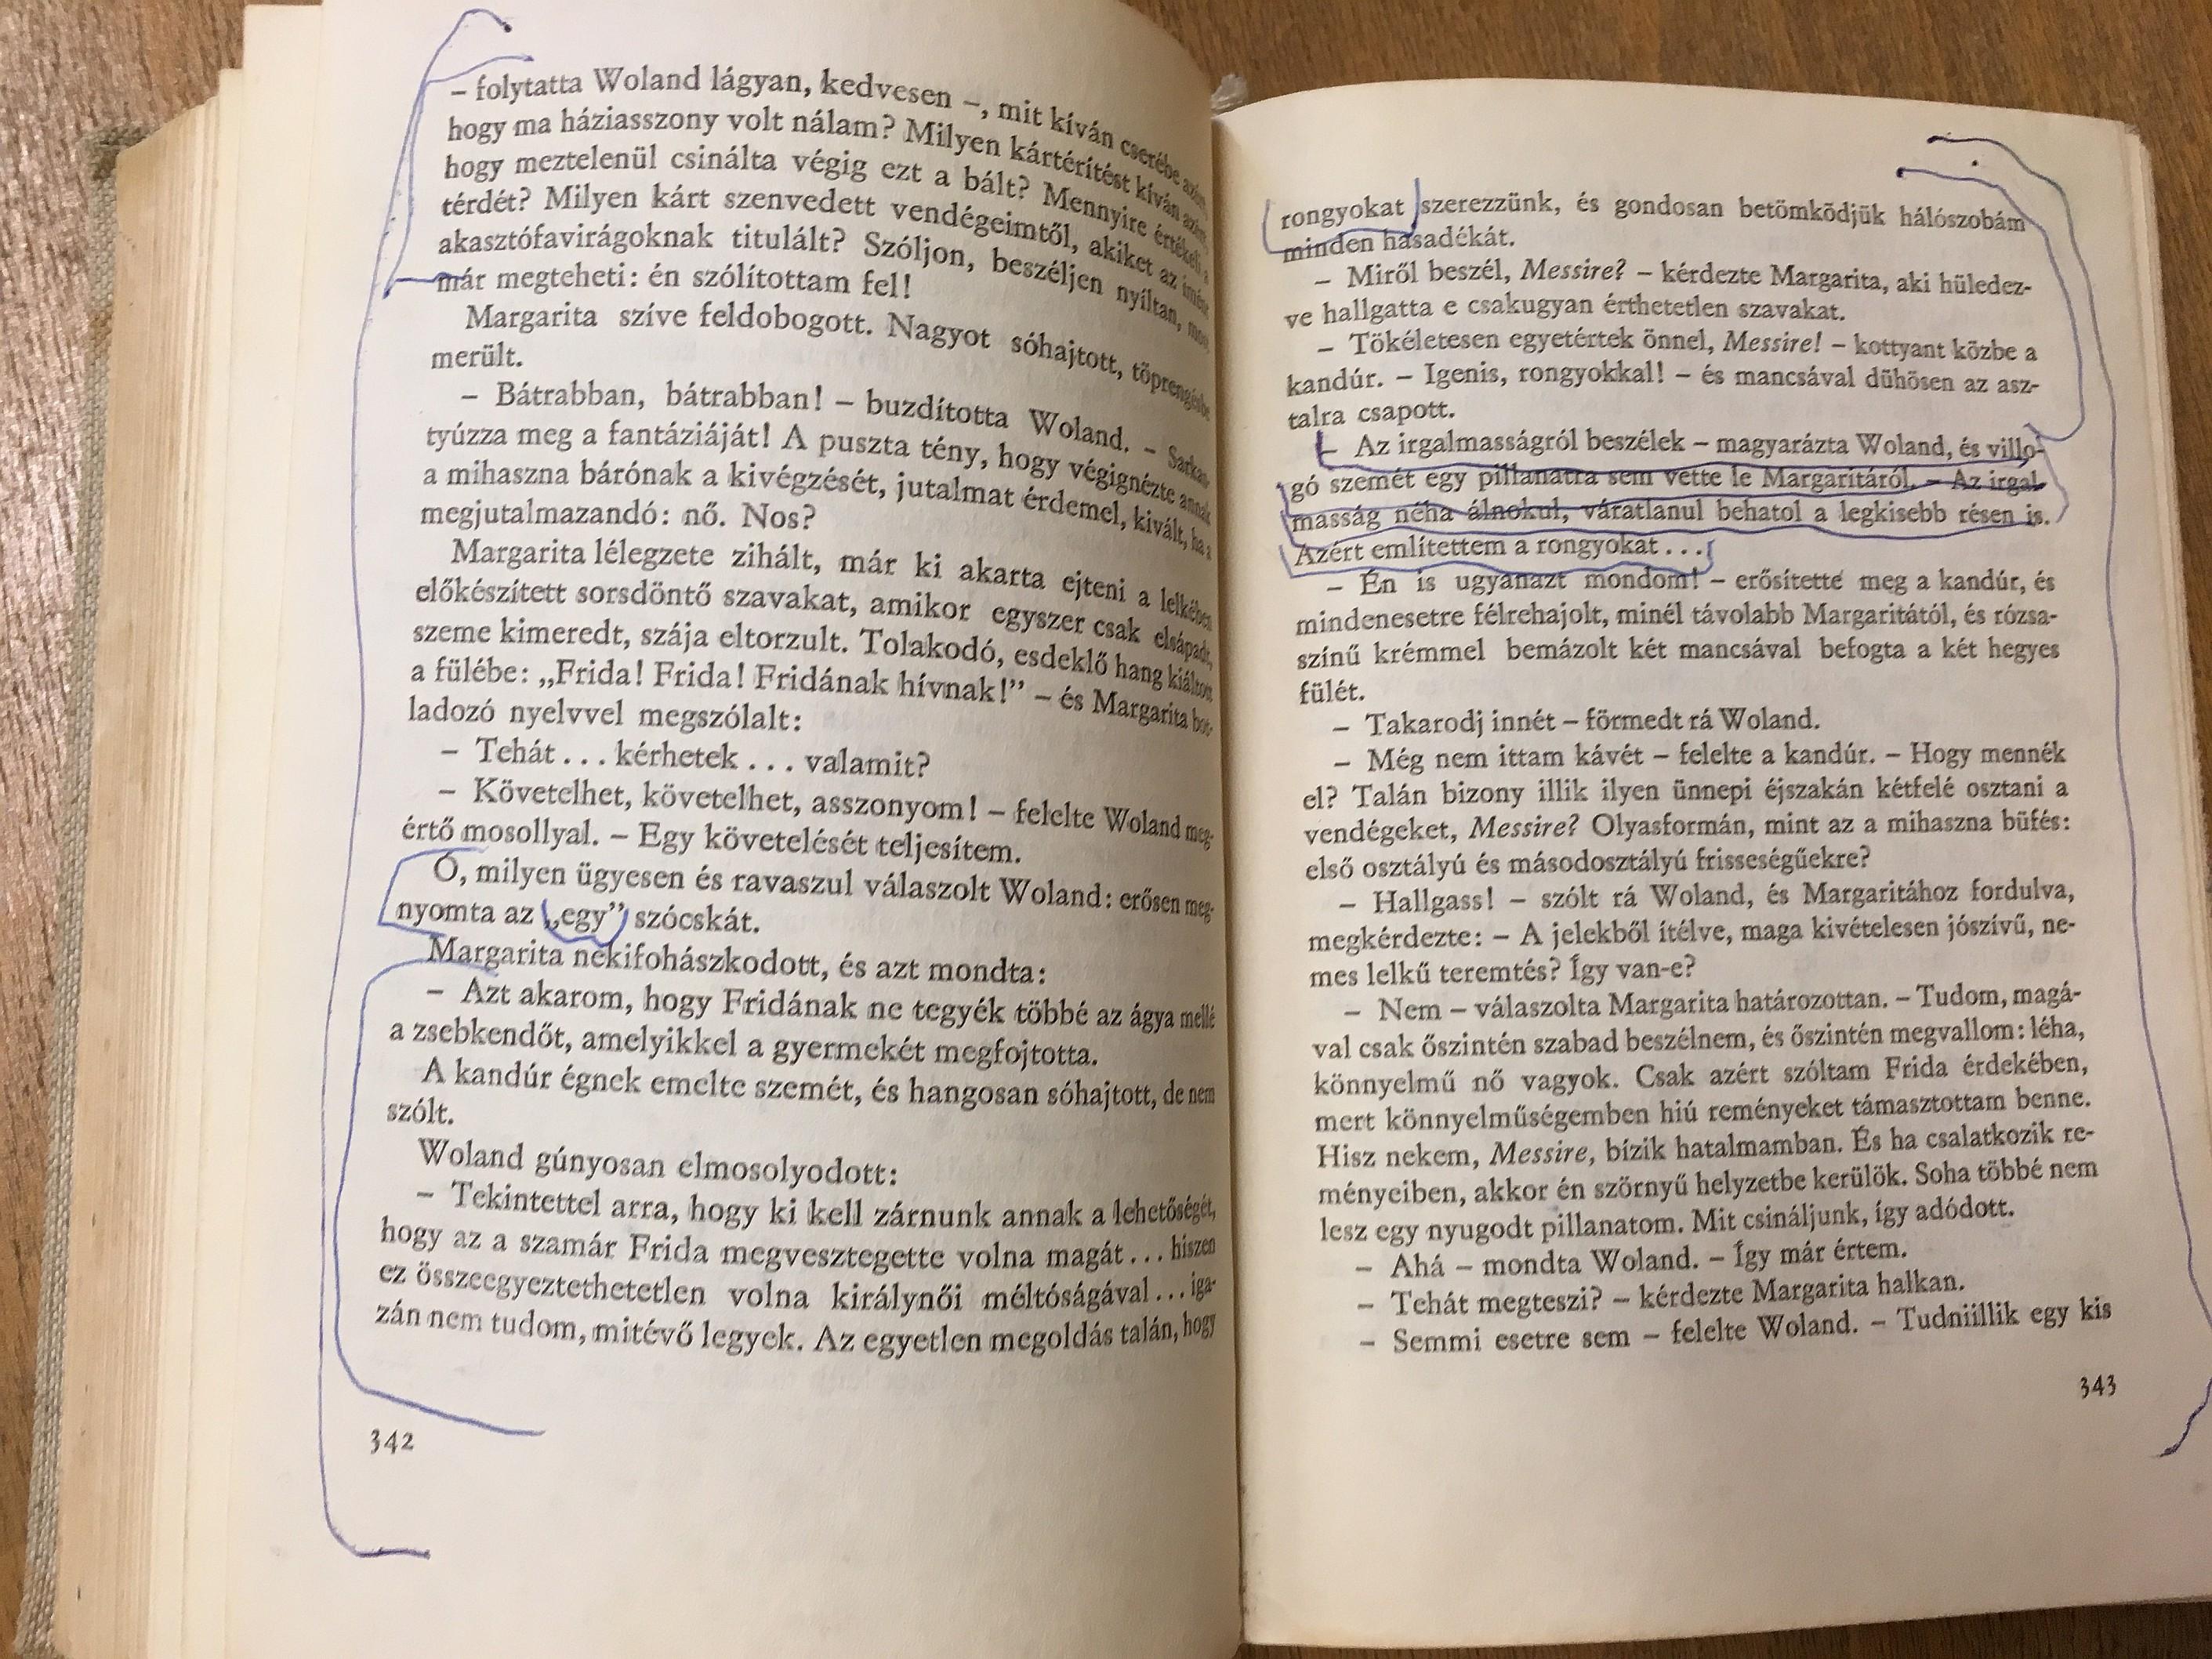 – folytatta Woland lágyan, kedvesen –, mit kíván cserébe azért,
hogy ma háziasszony volt nálam? Milyen kártérítést kíván azért,
hogy meztelenül csinálta végig ezt a bált? Mennyire értékeli a
térdét? Milyen kárt szenvedett vendégeimtől, akiket az imént
akasztófavirágoknak titulált? Szóljon, beszéljen nyíltan, most
már megteheti: én szólítottam fel!
Margarita szíve feldobogott. Nagyot sóhajtott, töprengésbe
merült.
– Bátrabban, bátrabban! – buzdította Woland. – Sarkan-
tyúzza meg a fantáziáját! A puszta tény, hogy végignézte annak
a mihaszna bárónak a kivégzését, jutalmat érdemel, kivált, ha a
megjutalmazandó: nő. Nos?
Margarita lélegzete zihált, már ki akarta ejteni a lelkében
előkészített sorsdöntő szavakat, amikor egyszer csak elsápadt,
szeme kimeredt, szája eltorzult. Tolakodó, esdeklő hang kiáltott
a fülébe: „Frida! Frida! Fridának hívnak!” – és Margarita bot-
ladozó nyelvvel megszólalt:
– Tehát . . . kérhetek . . . valamit?
– Követelhet, követelhet, asszonyom! – felelte Woland meg-
értő mosollyal. – Egy követelését teljesítem.
Ó, milyen ügyesen és ravaszul válaszolt Woland: erősen meg-
nyomta az „egy” szócskát.
Margarita nekifohászkodott, és azt mondta:
– Azt akarom, hogy Fridának ne tegyék többé az ágya mellé
a zsebkendőt, amelyikkel a gyermekét megfojtotta.
A kandúr égnek emelte szemét, és hangosan sóhajtott, de nem
szólt.
Woland gúnyosan elmosolyodott:
– Tekintettel arra, hogy ki kell zárnunk annak a lehetőségét,
hogy az a szamár Frida megvesztegette volna magát . . . hiszen
ez összeegyeztethetetlen volna királynői méltóságával . . . iga-
zán nem tudom, mitévő legyek. Az egyetlen megoldás talán, hogy
342
rongyokat szerezzünk, és gondosan betömködjük hálószobám
minden hasadékát.
– Miről beszél, Messire? – kérdezte Margarita, aki hüledez-
ve hallgatta e csakugyan érthetetlen szavakat.
– Tökéletesen egyetértek önnel, Messire! – kottyant közbe a
kandúr. – Igenis, rongyokkal! – és mancsával dühösen az asz-
talra csapott.
– Az irgalmasságról beszélek – magyarázta Woland, és villo-
gó szemét egy pillanatra sem vette le Margaritáról. – Az irgal-
masság néha álnokul, váratlanul behatol a legkisebb résen is.
Azért említettem a rongyokat . . .
– Én is ugyanazt mondom! – erősítette meg a kandúr, és
mindenesetre félrehajolt, minél távolabb Margaritától, és rózsa-
színű krémmel bemázolt két mancsával befogta a két hegyes
fülét.
– Takarodj innét – förmedt rá Woland.
– Még nem ittam kávét – felelte a kandúr. – Hogy mennék
el? Talán bizony illik ilyen ünnepi éjszakán kétfelé osztani a
vendégeket, Messire? Olyasformán, mint az a mihaszna büfés:
első osztályú és másodosztályú frisseségűekre?
– Hallgass! – szólt rá Woland, és Margaritához fordulva,
megkérdezte: – A jelekből ítélve, maga kivételesen jószívű, ne-
mes lelkű teremtés? Így van-e?
– Nem – válaszolta Margarita határozottan. – Tudom, magá-
val csak őszintén szabad beszélnem, és őszintén megvallom: léha,
könnyelmű nő vagyok. Csak azért szóltam Frida érdekében,
mert könnyelműségemben hiú reményeket támasztottam benne.
Hisz nekem, Messire, bízik hatalmamban. És ha csalatkozik re-
ményeiben, akkor én szörnyű helyzetbe kerülök. Soha többé nem
lesz egy nyugodt pillanatom. Mit csináljunk, így adódott.
– Ahá – mondta Woland. – Így már értem.
– Tehát megteszi? – kérdezte Margarita halkan.
– Semmi esetre sem – felelte Woland. – Tudniillik egy kis
343